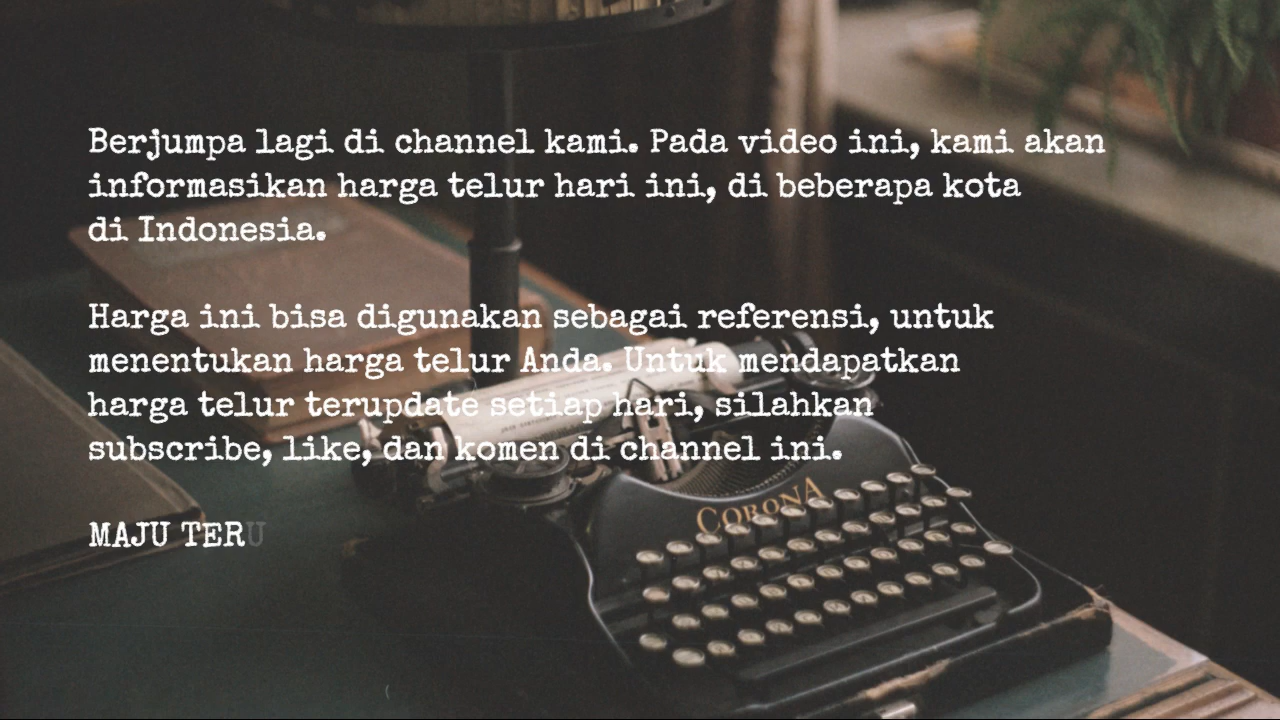 Berjumpa lagi di channel kami. Pada video ini, kami akan
informasikan harga telur hari ini, di beberapa kota
di Indonesia.
Harga ini bisa digunakan sebagai referensi, untuk
menentukan harga telur Anda. Untuk mendapatkan
harga telur terupdate setiap hari, silahkan
subscribe, like, dan komen di channel ini.
MAJU TERU
CORONA